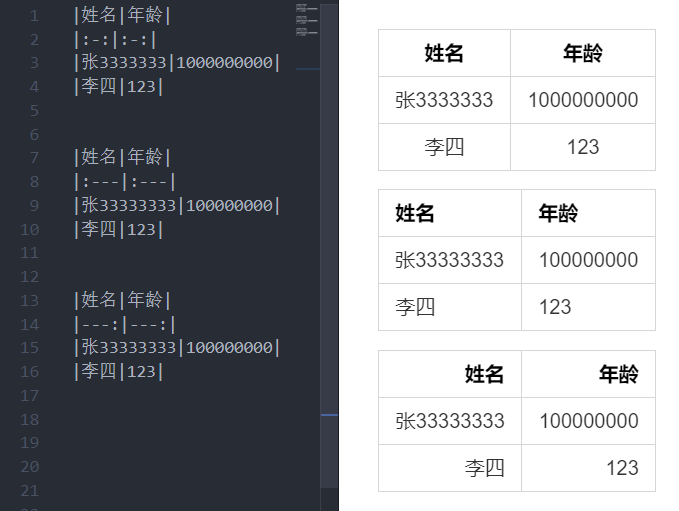 1 |姓名|年龄|
2 |:-:|:-:|
3 |张3333333|1000000000|
4 |李四|123|
5
6
7 |姓名|年龄|
8 |:---|:---|
9 |张33333333|100000000|
10 |李四|123|
11
12
13 |姓名|年龄|
14 |---:|---:|
15 |张33333333|100000000|
16 |李四|123|
17
18
19
20
21
姓名 年龄
张3333333 1000000000
李四 123
姓名 年龄
张33333333 100000000
李四 123
姓名 年龄
张33333333 100000000
李四 123